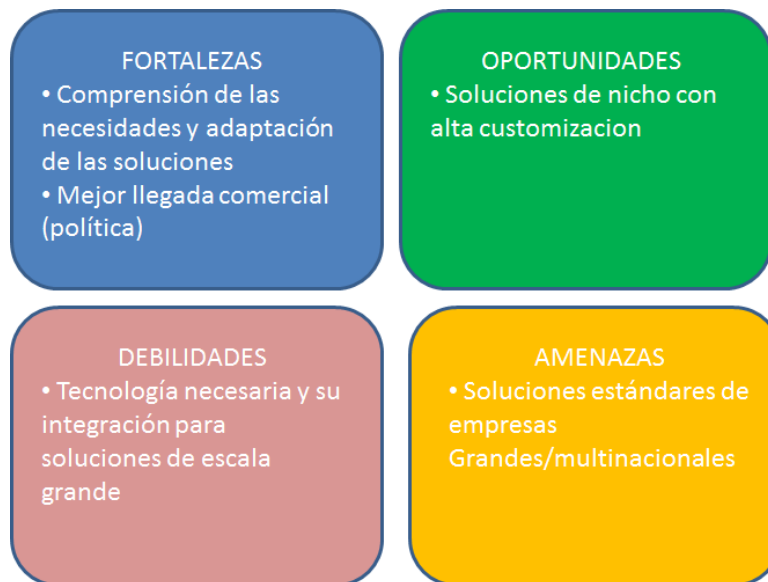 FORTALEZAS
• Comprensión de las
necesidades y adaptación
de las soluciones
• Mejor llegada comercial
(política)
OPORTUNIDADES
• Soluciones de nicho con
alta customizacion
DEBILIDADES
• Tecnología necesaria y su
integración para
soluciones de escala
grande
AMENAZAS
• Soluciones estándares de
empresas
Grandes/multinacionales